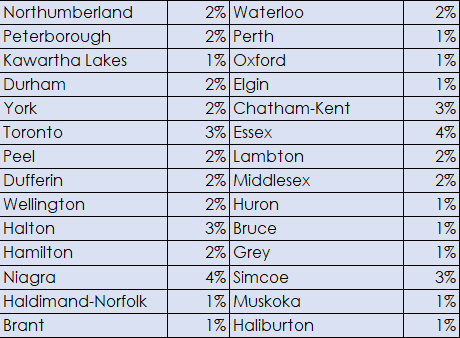 Northumberland 2% Waterloo 2%
Peterborough 2% Perth 1%
Kawartha Lakes 1% Oxford 1%
Durham 2% Elgin 1%
York 2% Chatham-Kent 3%
Toronto 3% Essex 4%
Peel 2% Lambton 2%
Dufferin 2% Middlesex 2%
Wellington 2% Huron 1%
Halton 3% Bruce 1%
Hamilton 2% Grey 1%
Niagra 4% Simcoe 3%
Haldimand-Norfolk 1% Muskoka 1%
Brant 1% Haliburton 1%